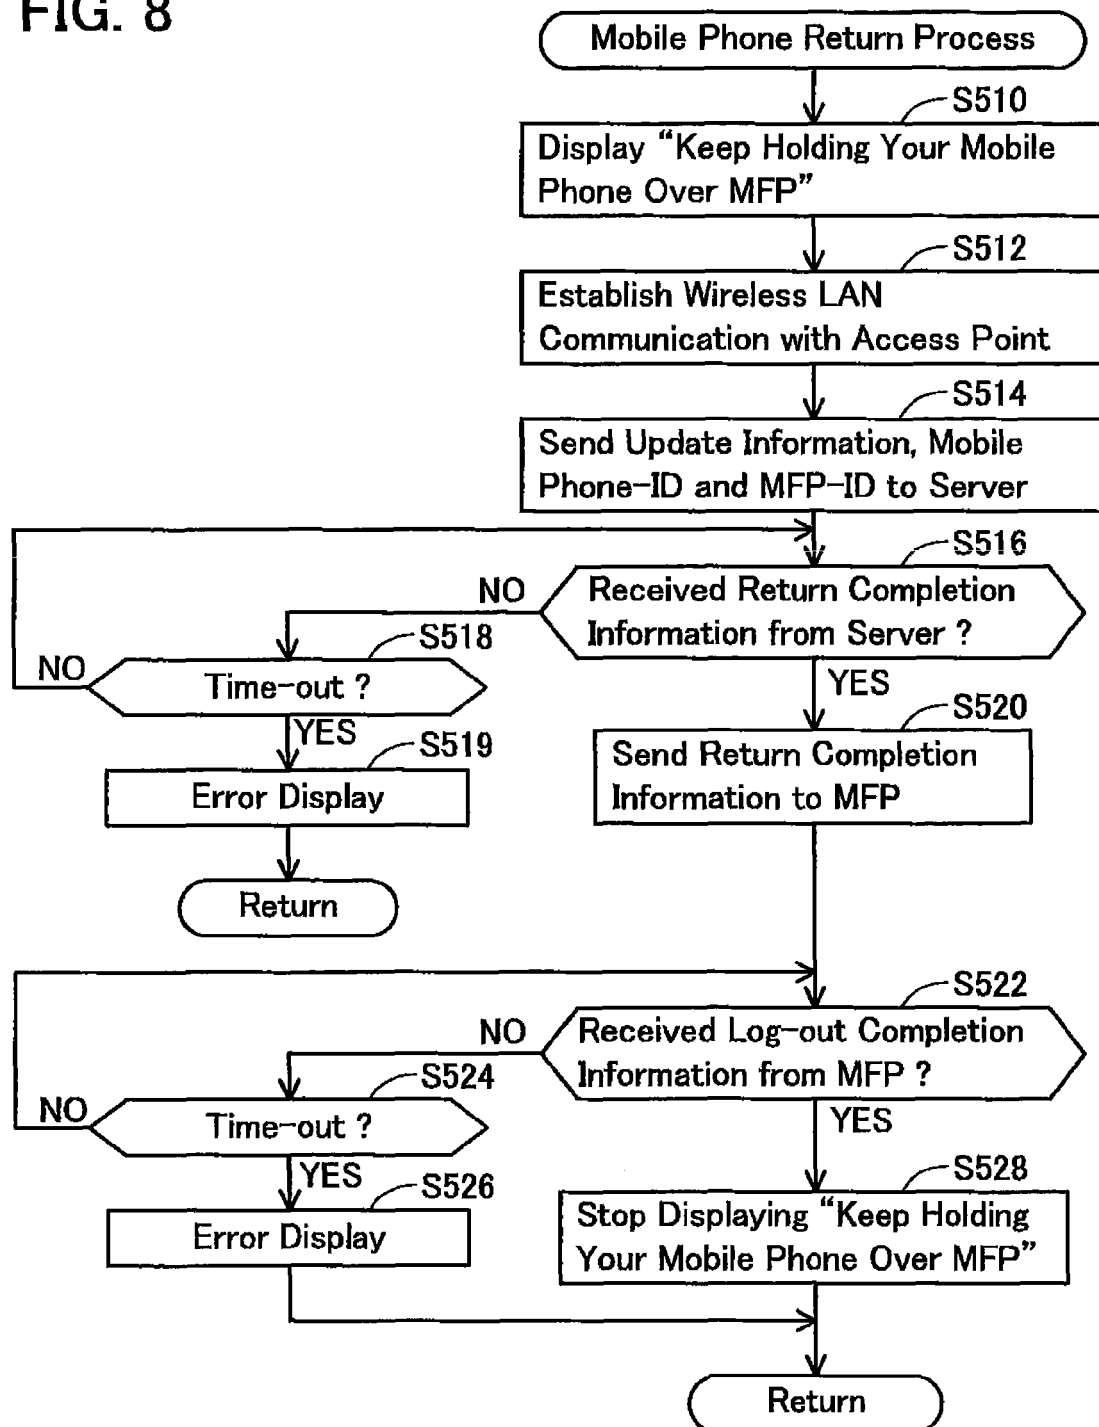 FIG. 8
Mobile Phone Return Process
S510
Display “Keep Holding Your Mobile
Phone Over MFP”
S512
Establish Wireless LAN
Communication with Access Point
S514
Send Update Information, Mobile
Phone-ID and MFP-ID to Server
S516
Received Return Completion
Information from Server ?
NO
YES
S518
Time-out ?
NO
YES
S519
Error Display
Return
S520
Send Return Completion
Information to MFP
S522
Received Log-out Completion
Information from MFP ?
NO
YES
S524
Time-out ?
NO
YES
S526
Error Display
S528
Stop Displaying “Keep Holding
Your Mobile Phone Over MFP”
Return